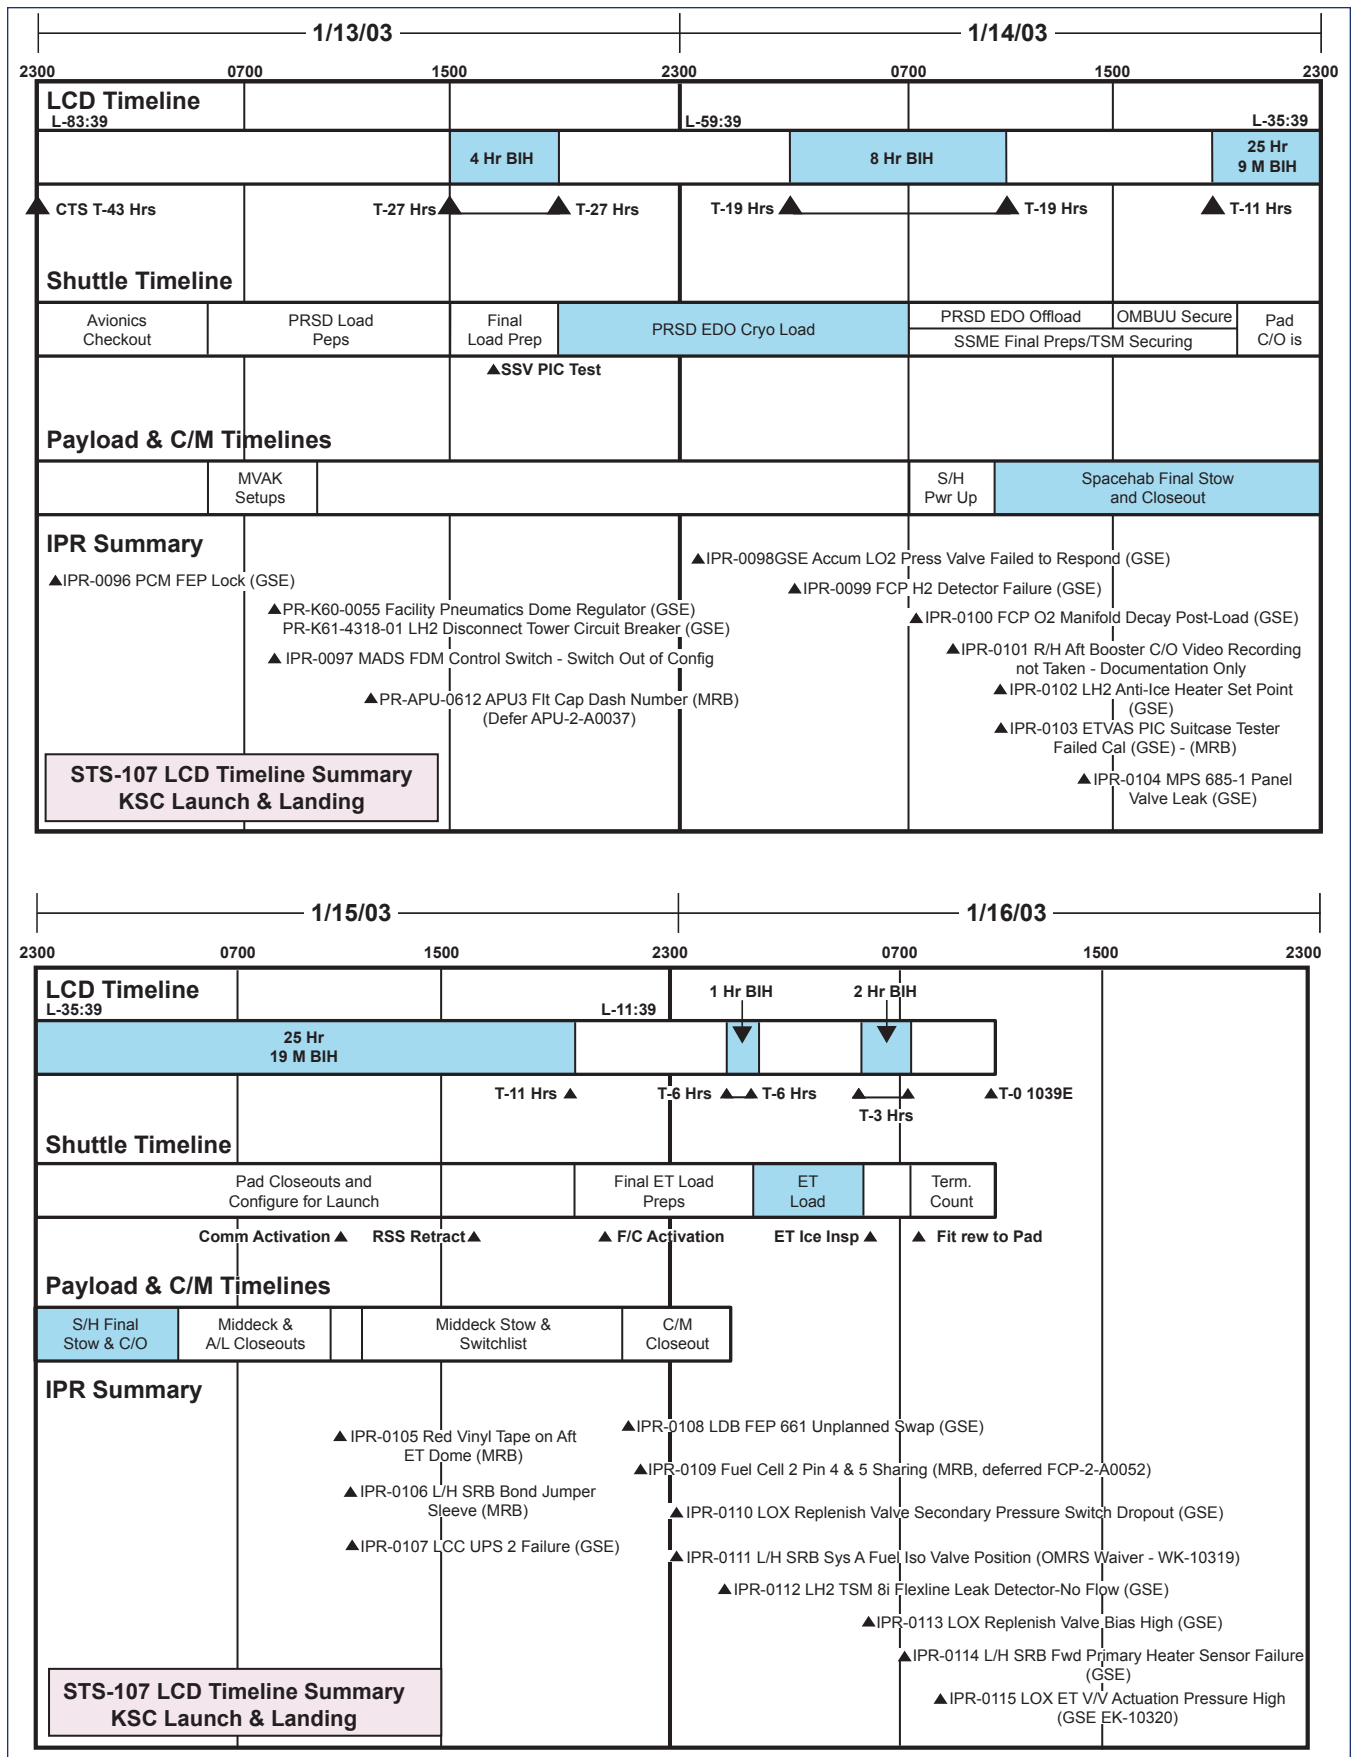 1/13/03
1/14/03
2300
0700
1500
2300
0700
1500
2300
LCD Timeline
L-83:39
L-59:39
L-35:39
4 Hr BIH
8 Hr BIH
25 Hr
9 M BIH
CTS T-43 Hrs
T-27 Hrs
T-27 Hrs
T-19 Hrs
T-19 Hrs
T-11 Hrs
Shuttle Timeline
Avionics
Checkout
PRSD Load
Peps
Final
Load Prep
PRSD EDO Cryo Load
PRSD EDO Offload
OMBUU Secure
SSME Final Preps/TSM Securing
Pad
C/O is
SSV PIC Test
Payload & C/M Timelines
MVAK
Setups
S/H
Pwr Up
Spacehab Final Stow
and Closeout
IPR Summary
IPR-0096 PCM FEP Lock (GSE)
PR-K60-0055 Facility Pneumatics Dome Regulator (GSE)
PR-K61-4318-01 LH2 Disconnect Tower Circuit Breaker (GSE)
IPR-0097 MADS FDM Control Switch - Switch Out of Config
PR-APU-0612 APU3 Flt Cap Dash Number (MRB)
(Defer APU-2-A0037)
IPR-0098GSE Accum LO2 Press Valve Failed to Respond (GSE)
IPR-0099 FCP H2 Detector Failure (GSE)
IPR-0100 FCP O2 Manifold Decay Post-Load (GSE)
IPR-0101 R/H Aft Booster C/O Video Recording
not Taken - Documentation Only
IPR-0102 LH2 Anti-Ice Heater Set Point
(GSE)
IPR-0103 ETVAS PIC Suitcase Tester
Failed Cal (GSE) - (MRB)
IPR-0104 MPS 685-1 Panel
Valve Leak (GSE)
STS-107 LCD Timeline Summary
KSC Launch & Landing
1/15/03
1/16/03
2300
0700
1500
2300
0700
1500
2300
LCD Timeline
L-35:39
L-11:39
1 Hr BIH
2 Hr BIH
25 Hr
19 M BIH
T-11 Hrs
T-6 Hrs
T-6 Hrs
T-3 Hrs
T-0 1039E
Shuttle Timeline
Pad Closeouts and
Configure for Launch
Final ET Load
Preps
ET
Load
Term.
Count
Comm Activation
RSS Retract
F/C Activation
ET Ice Insp
Fit rew to Pad
Payload & C/M Timelines
S/H Final
Stow & C/O
Middeck &
A/L Closeouts
Middeck Stow &
Switchlist
C/M
Closeout
IPR Summary
IPR-0105 Red Vinyl Tape on Aft
ET Dome (MRB)
IPR-0106 L/H SRB Bond Jumper
Sleeve (MRB)
IPR-0107 LCC UPS 2 Failure (GSE)
IPR-0108 LDB FEP 661 Unplanned Swap (GSE)
IPR-0109 Fuel Cell 2 Pin 4 & 5 Sharing (MRB, deferred FCP-2-A0052)
IPR-0110 LOX Replenish Valve Secondary Pressure Switch Dropout (GSE)
IPR-0111 L/H SRB Sys A Fuel Iso Valve Position (OMRS Waiver - WK-10319)
IPR-0112 LH2 TSM 8i Flexline Leak Detector-No Flow (GSE)
IPR-0113 LOX Replenish Valve Bias High (GSE)
IPR-0114 L/H SRB Fwd Primary Heater Sensor Failure
(GSE)
IPR-0115 LOX ET V/V Actuation Pressure High
(GSE EK-10320)
STS-107 LCD Timeline Summary
KSC Launch & Landing